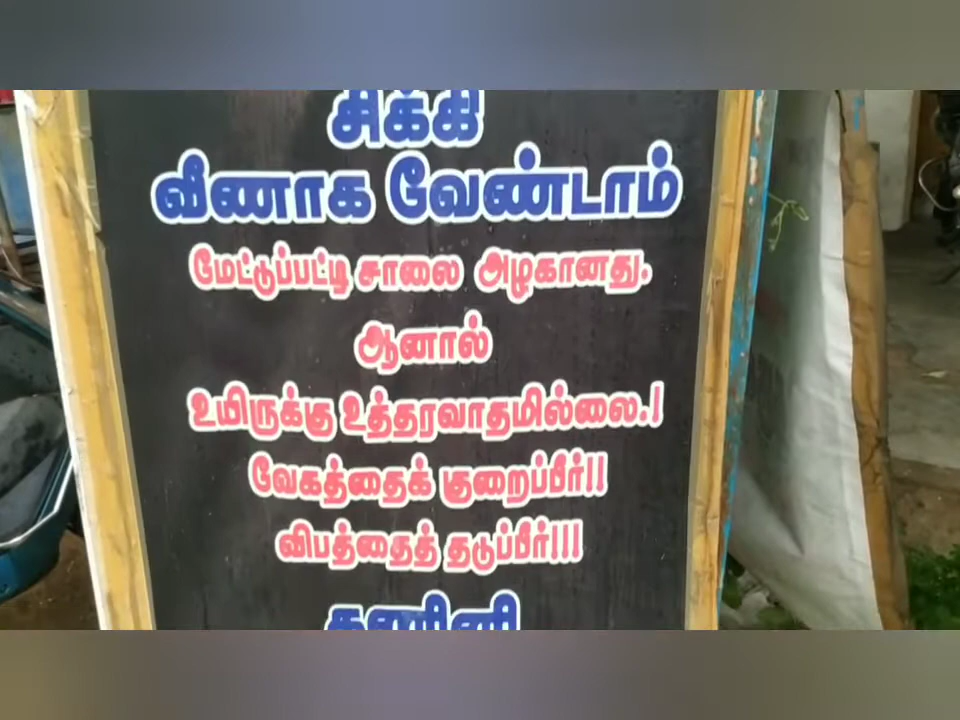 சிக்கி
வீணாக வேண்டாம்
மேட்டுப்பட்டி சாலை அழகானது.
ஆனால்
உயிருக்கு உத்தரவாதமில்லை.!
வேகத்தைக் குறைப்பீர்!!
விபத்தைத் தடுப்பீர்!!!